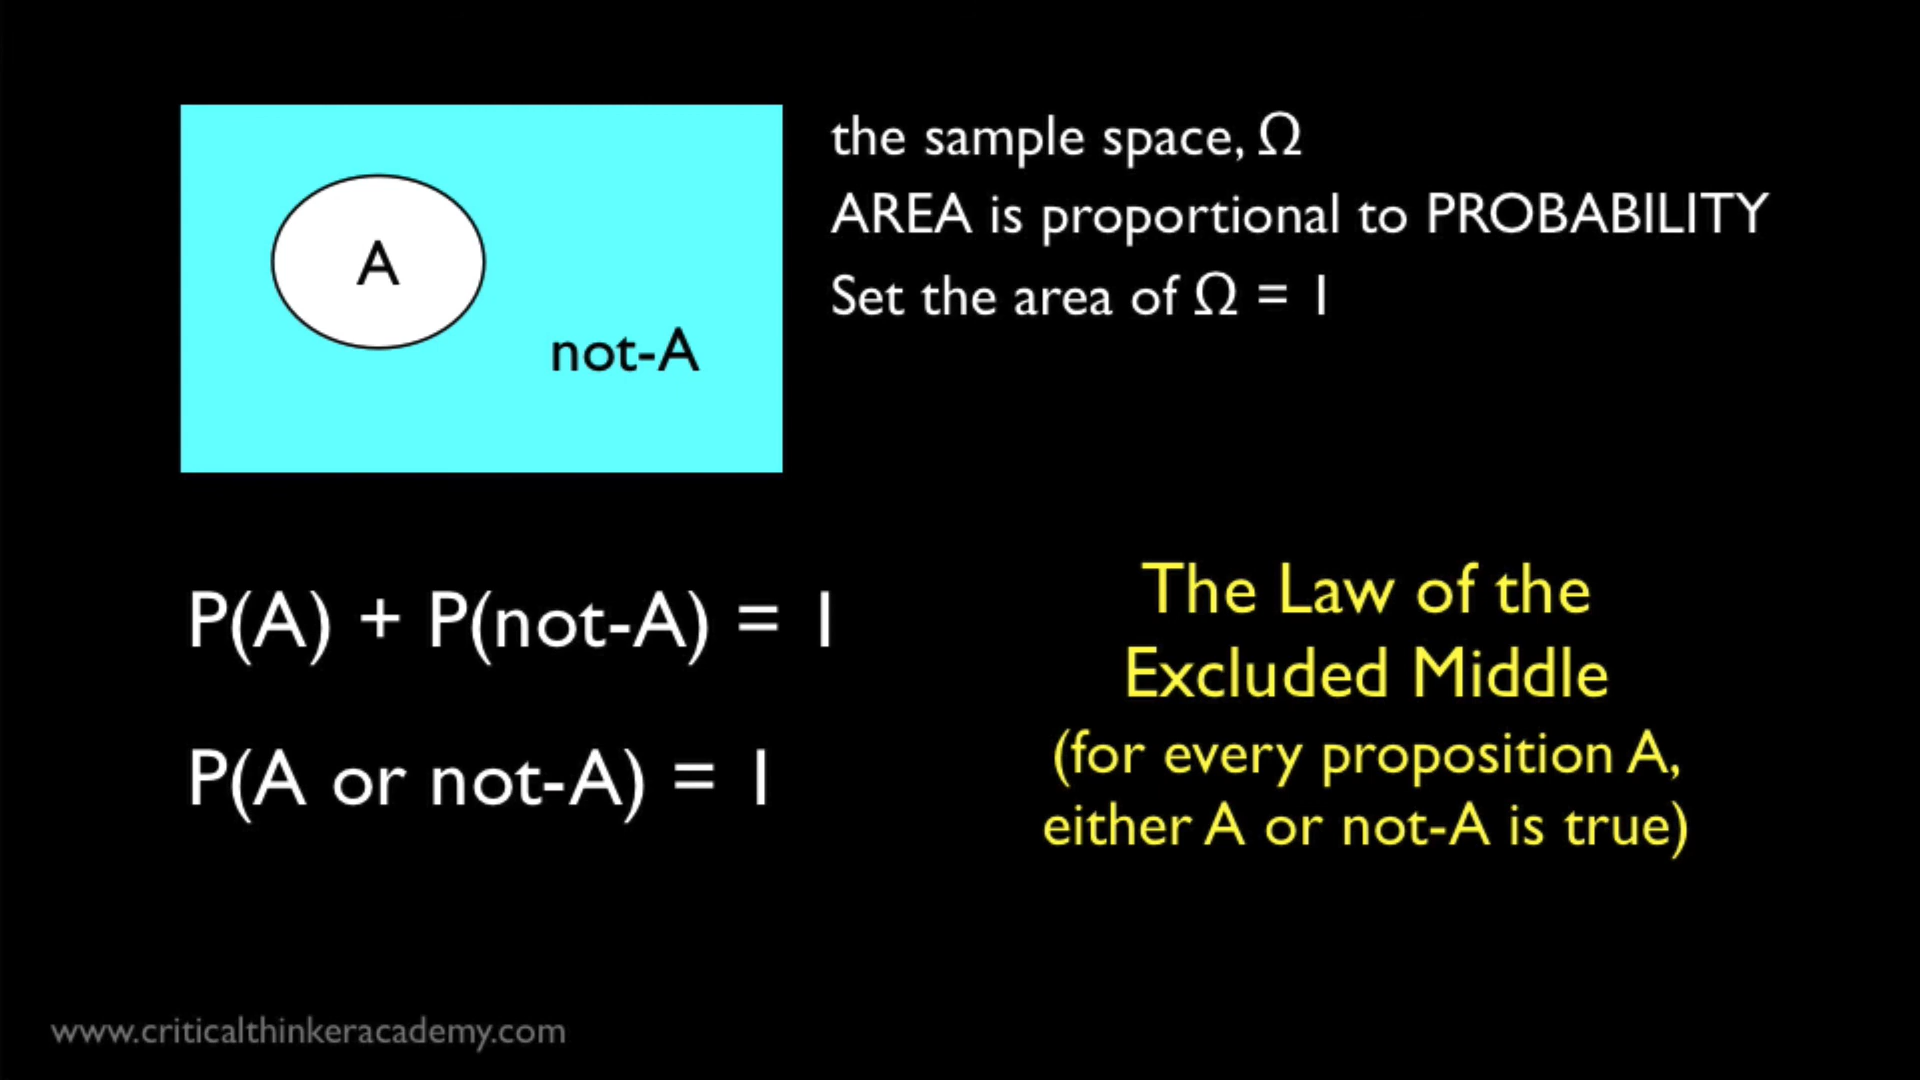 the sample space, Ω
AREA is proportional to PROBABILITY
Set the area of Ω = 1
A
not-A
P(A) + P(not-A) = 1
P(A or not-A) = 1
The Law of the
Excluded Middle
(for every proposition A,
either A or not-A is true)
www.criticalthinkeracademy.com